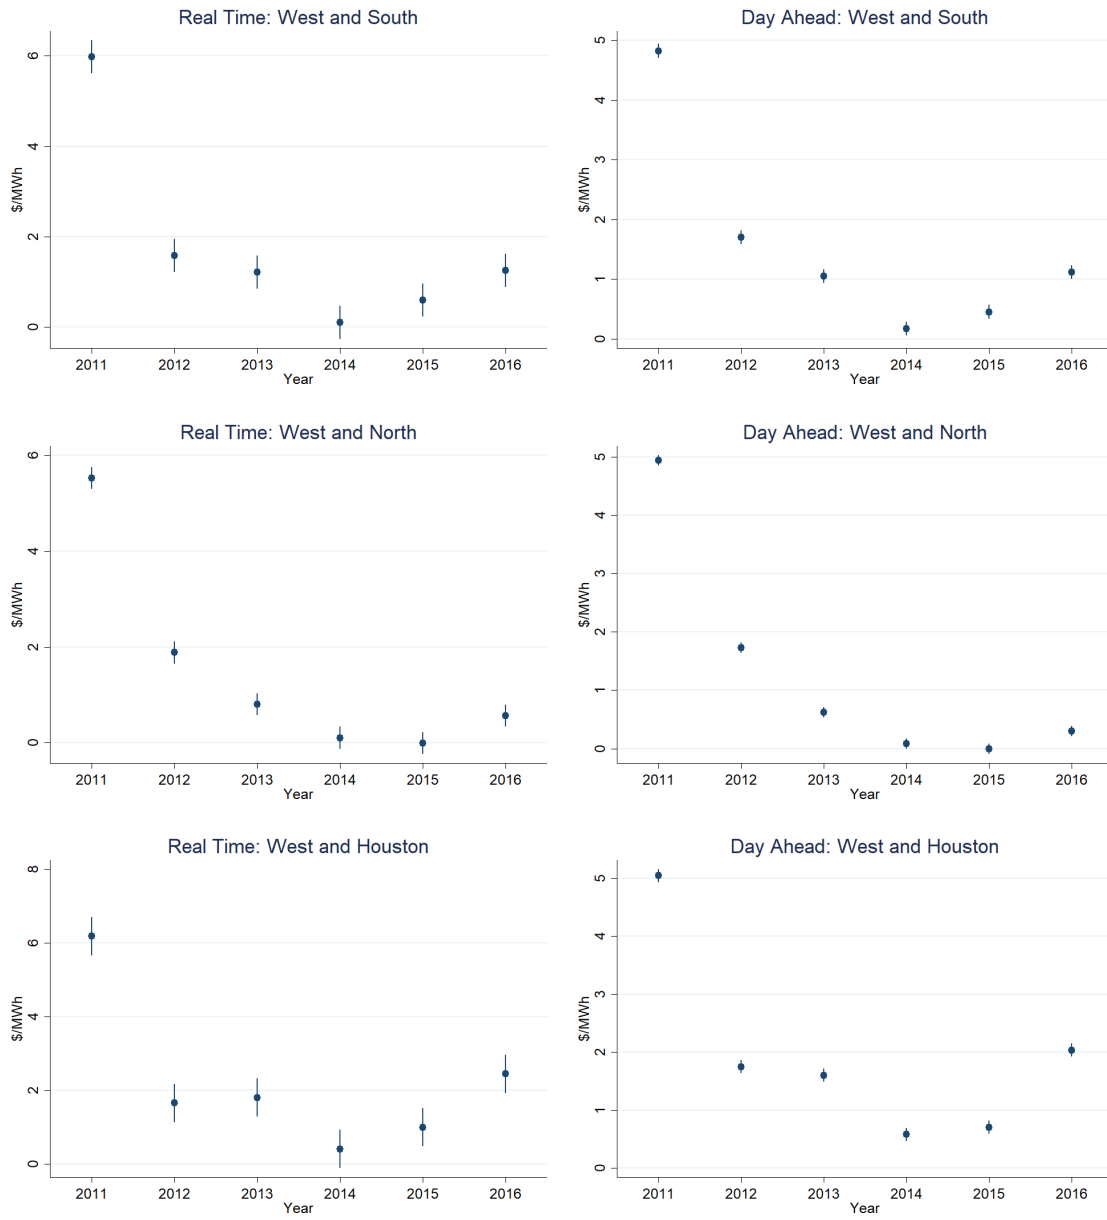 Real Time: West and South
$/MWh
6
4
2
0
2011 2012 2013 2014 2015 2016
Year
Day Ahead: West and South
$/MWh
5
4
3
2
1
0
2011 2012 2013 2014 2015 2016
Year
Real Time: West and North
$/MWh
6
4
2
0
2011 2012 2013 2014 2015 2016
Year
Day Ahead: West and North
$/MWh
5
4
3
2
1
0
2011 2012 2013 2014 2015 2016
Year
Real Time: West and Houston
$/MWh
8
6
4
2
0
2011 2012 2013 2014 2015 2016
Year
Day Ahead: West and Houston
$/MWh
5
4
3
2
1
0
2011 2012 2013 2014 2015 2016
Year